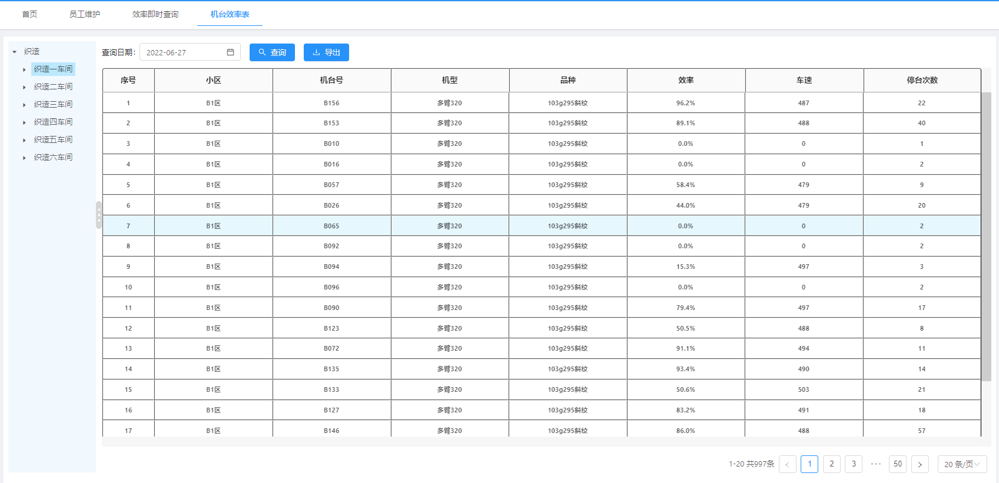 首页 员工维护 效率即时查询 机台效率表
织造
织造一车间
织造二车间
织造三车间
织造四车间
织造五车间
织造六车间
查询日期: 2022-06-27 查询 导出
序号 小区 机台号 机型 品种 效率 车速 停台次数
1 B1区 B156 多臂320 103g295斜纹 96.2% 487 22
2 B1区 B153 多臂320 103g295斜纹 89.1% 488 40
3 B1区 B010 多臂320 103g295斜纹 0.0% 0 1
4 B1区 B016 多臂320 103g295斜纹 0.0% 0 2
5 B1区 B057 多臂320 103g295斜纹 58.4% 479 9
6 B1区 B026 多臂320 103g295斜纹 44.0% 479 20
7 B1区 B065 多臂320 103g295斜纹 0.0% 0 2
8 B1区 B092 多臂320 103g295斜纹 0.0% 0 2
9 B1区 B094 多臂320 103g295斜纹 15.3% 497 3
10 B1区 B096 多臂320 103g295斜纹 0.0% 0 2
11 B1区 B090 多臂320 103g295斜纹 79.4% 497 17
12 B1区 B123 多臂320 103g295斜纹 50.5% 488 8
13 B1区 B072 多臂320 103g295斜纹 91.1% 494 11
14 B1区 B135 多臂320 103g295斜纹 93.4% 490 14
15 B1区 B133 多臂320 103g295斜纹 50.6% 503 21
16 B1区 B127 多臂320 103g295斜纹 83.2% 491 18
17 B1区 B146 多臂320 103g295斜纹 86.0% 488 57
1-20 共997条 < 1 2 3 ••• 50 > 20 条/页